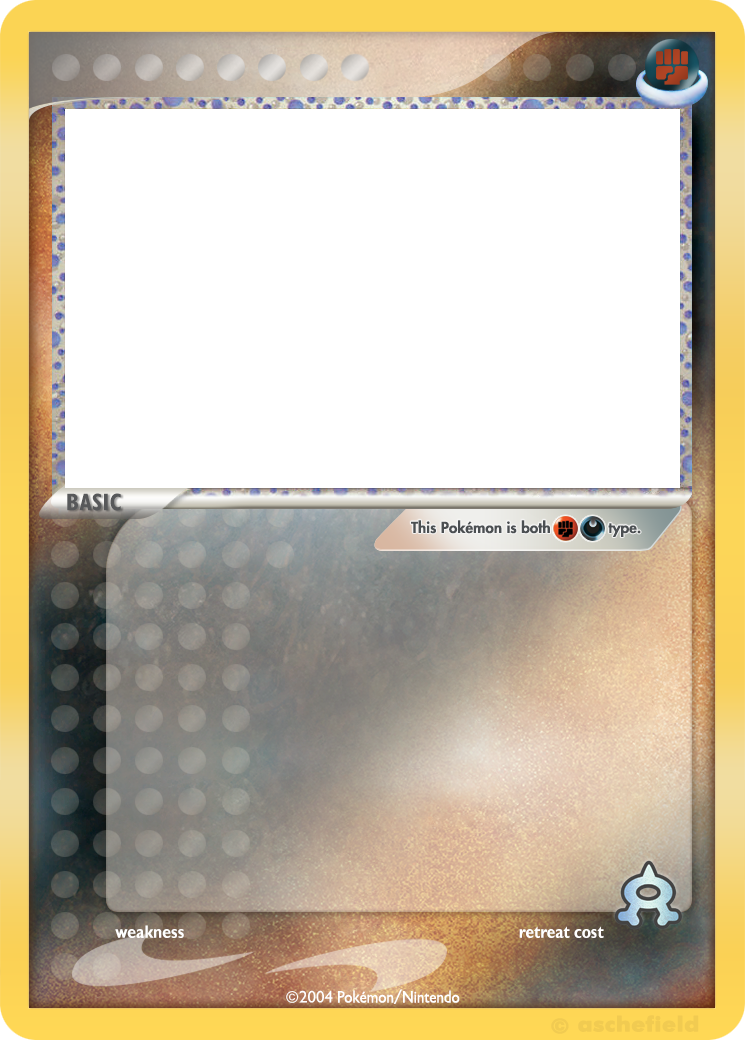 BASIC
This Pokémon is both type.
weakness
retreat cost
©2004 Pokémon/Nintendo
© aschefield